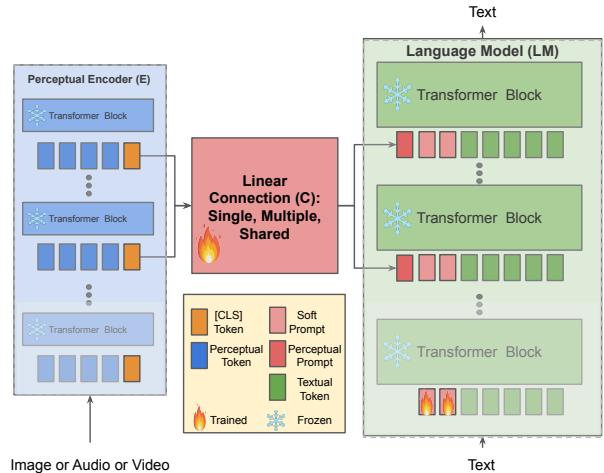 Text
Language Model (LM)
Transformer Block
Transformer Block
Transformer Block
Text
Perceptual Encoder (E)
Transformer Block
Transformer Block
Transformer Block
Image or Audio or Video
Linear
Connection (C):
Single, Multiple,
Shared
[CLS]
Token
Soft
Prompt
Perceptual
Token
Perceptual
Prompt
Textual
Token
Trained
Frozen